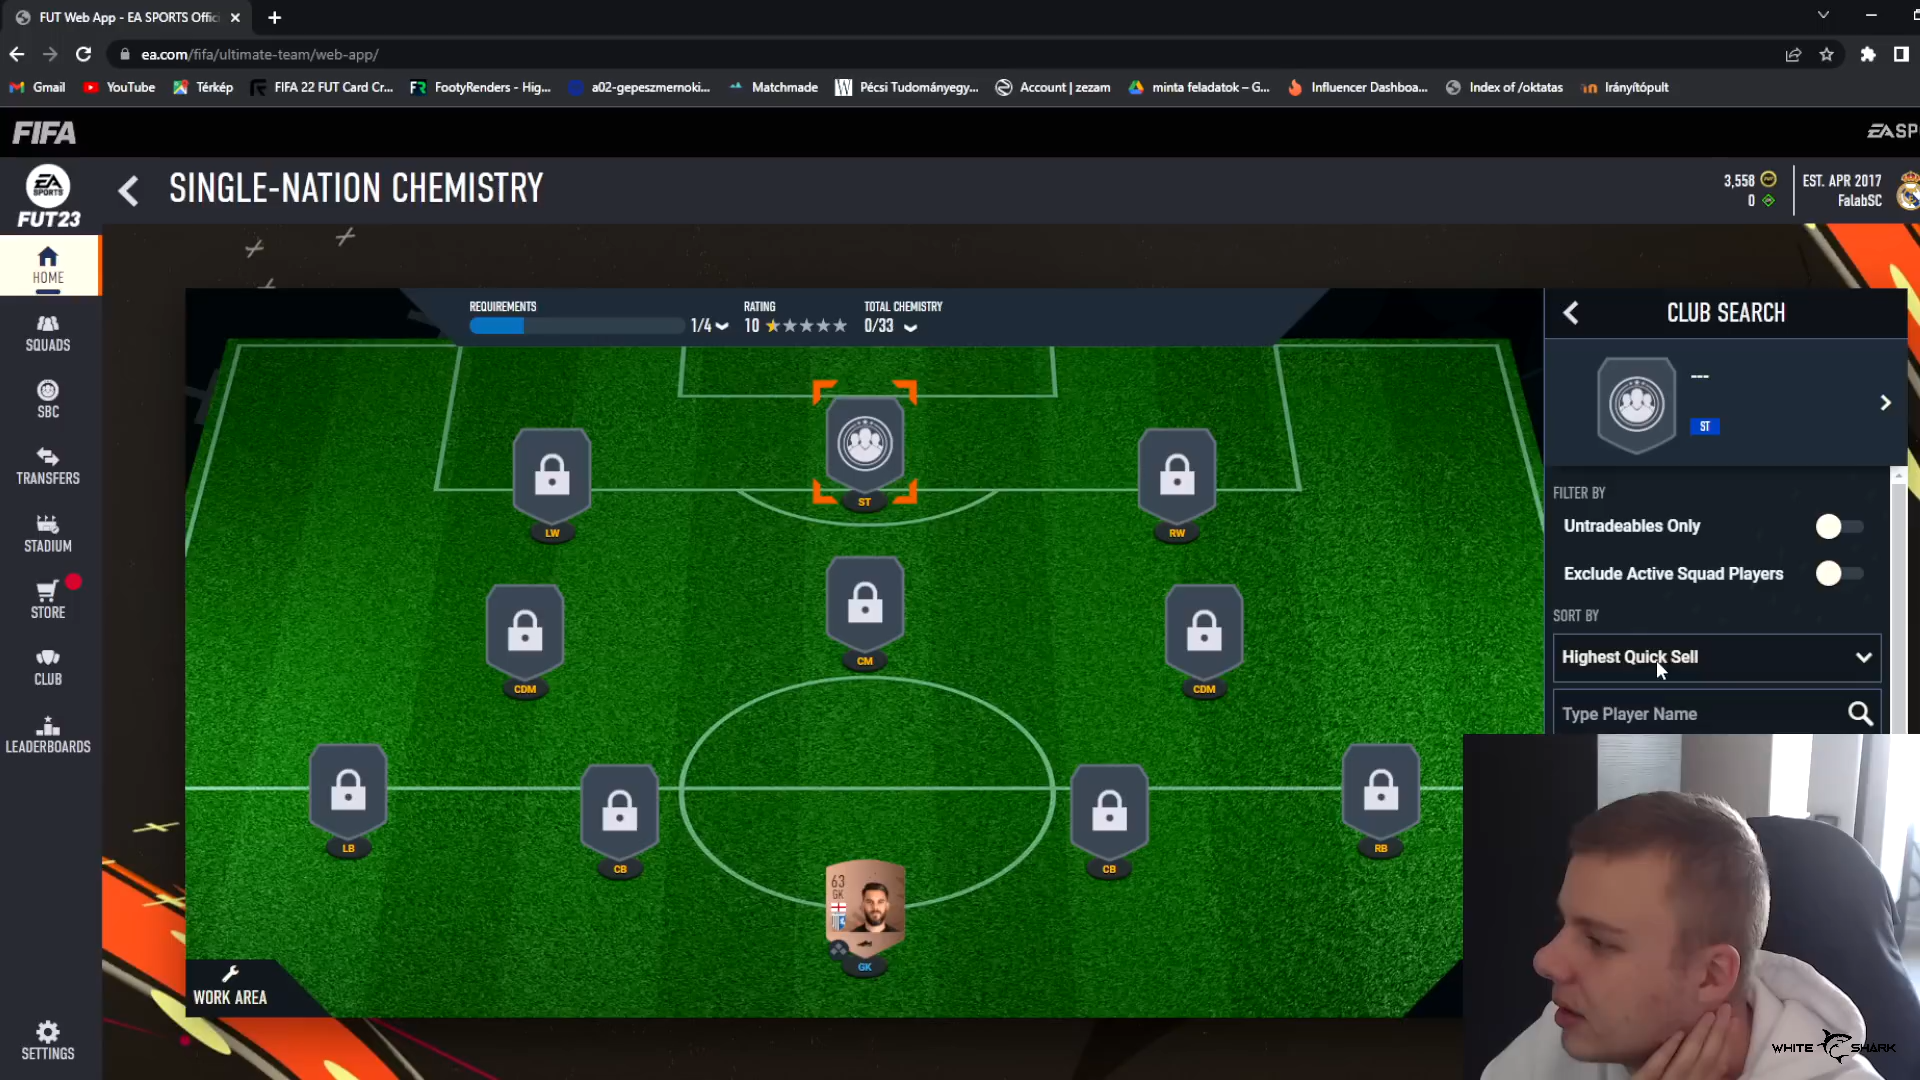 FUT Web App - EA SPORTS Offici
ea.com/fifa/ultimate-team/web-app/
Gmail
YouTube
Térkép
FIFA 22 FUT Card Cr...
FootyRenders - Hig...
a02-gepeszmernoki...
Matchmade
Pécsi Tudományegy...
Account | zezam
minta feladatok – G...
Influencer Dashboa...
Index of /oktatas
Irányítópult
FIFA
EA SPO
EA SPORTS
FUT23
SINGLE-NATION CHEMISTRY
3,558
0
EST. APR 2017
FalabSC
HOME
SQUADS
SBC
TRANSFERS
STADIUM
STORE
CLUB
LEADERBOARDS
SETTINGS
REQUIREMENTS
1/4
RATING
10
TOTAL CHEMISTRY
0/33
CLUB SEARCH
---
ST
FILTER BY
Untradeables Only
Exclude Active Squad Players
SORT BY
Highest Quick Sell
Type Player Name
ST
LW
RW
CM
CDM
CDM
LB
CB
CB
RB
63
GK
GK
WORK AREA
WHITE SHARK